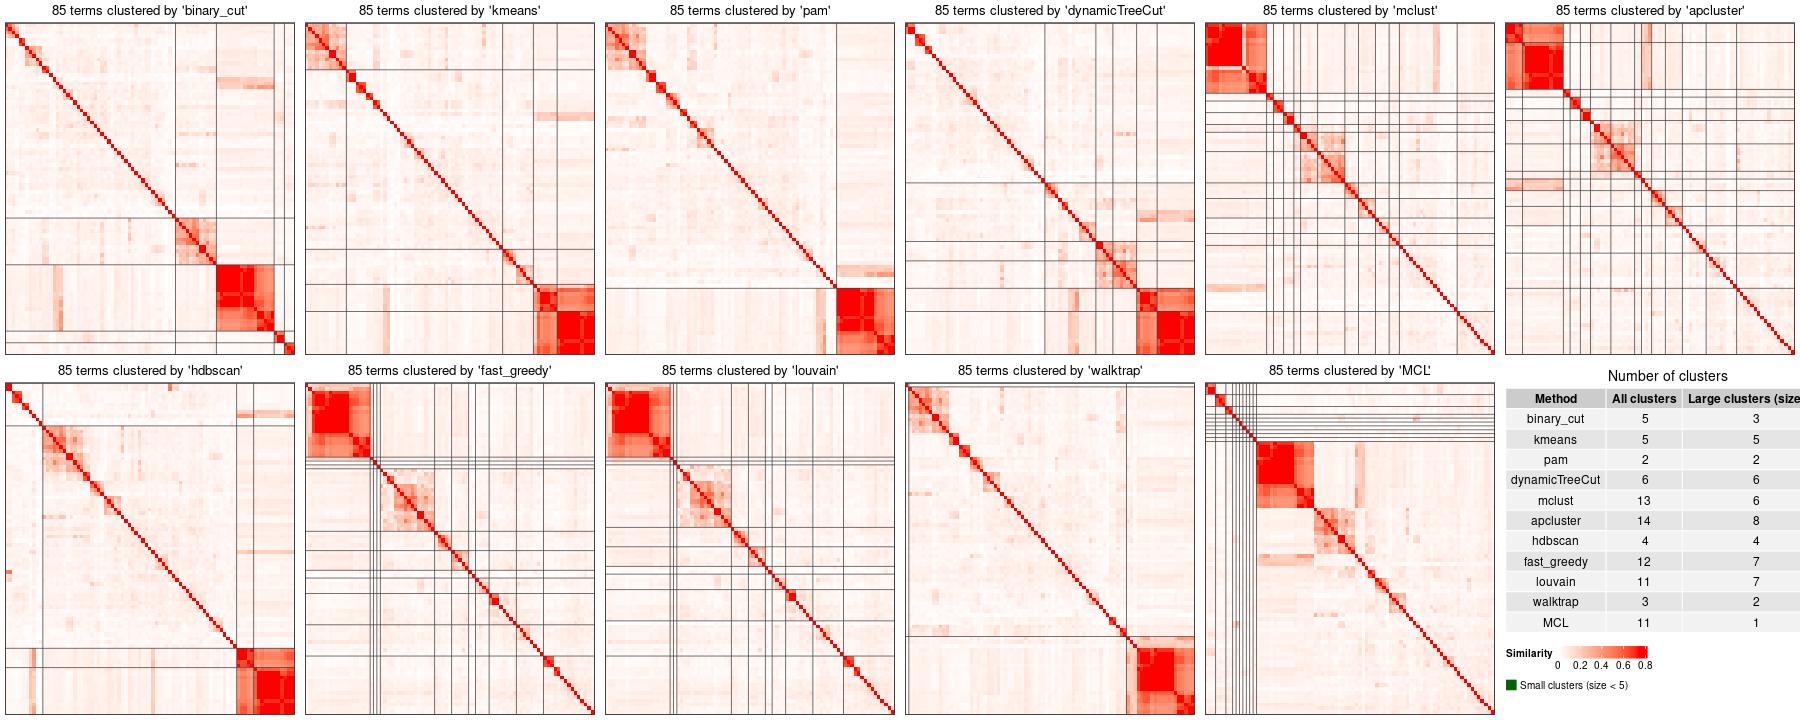 85 terms clustered by 'binary_cut'
85 terms clustered by 'kmeans'
85 terms clustered by 'pam'
85 terms clustered by 'dynamicTreeCut'
85 terms clustered by 'mclust'
85 terms clustered by 'apcluster'
85 terms clustered by 'hdbscan'
85 terms clustered by 'fast_greedy'
85 terms clustered by 'louvain'
85 terms clustered by 'walktrap'
85 terms clustered by 'MCL'
Number of clusters
Method All clusters Large clusters (size
binary_cut 5 3
kmeans 5 5
pam 2 2
dynamicTreeCut 6 6
mclust 13 6
apcluster 14 8
hdbscan 4 4
fast_greedy 12 7
louvain 11 7
walktrap 3 2
MCL 11 1
Similarity
0 0.2 0.4 0.6 0.8
Small clusters (size < 5)